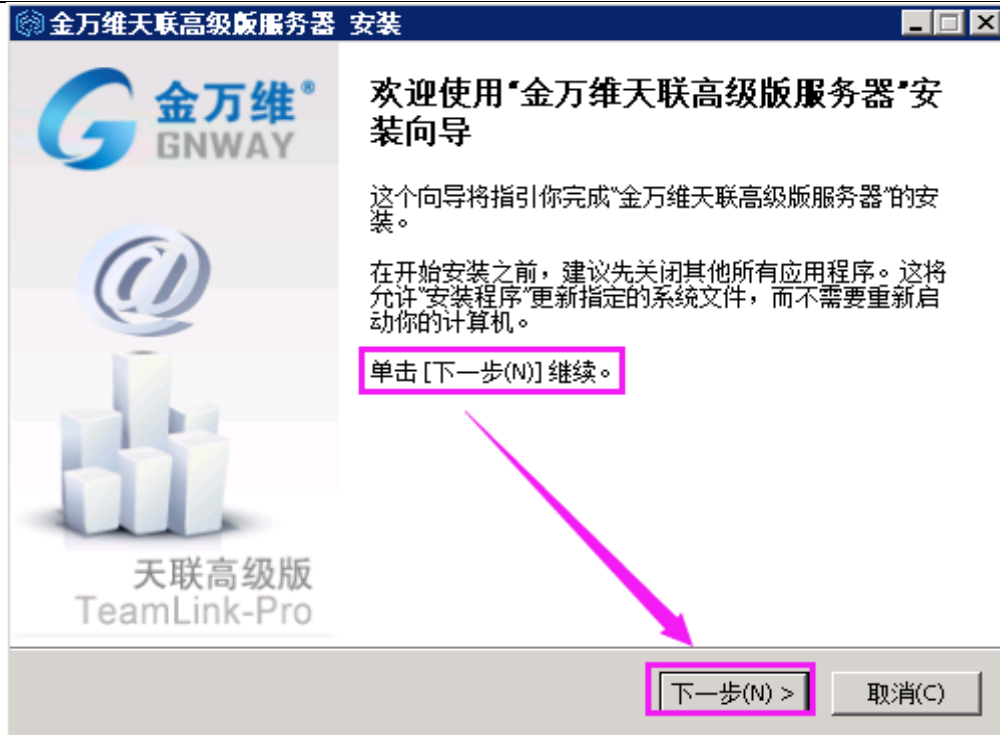 金万维天联高级版服务器 安装
金万维®
GNWAY
欢迎使用"金万维天联高级版服务器"安
装向导
这个向导将指引你完成"金万维天联高级版服务器"的安
装。
在开始安装之前，建议先关闭其他所有应用程序。这将
允许"安装程序"更新指定的系统文件，而不需要重新启
动你的计算机。
单击 [下一步(N)] 继续。
天联高级版
TeamLink-Pro
下一步(N) >
取消(C)